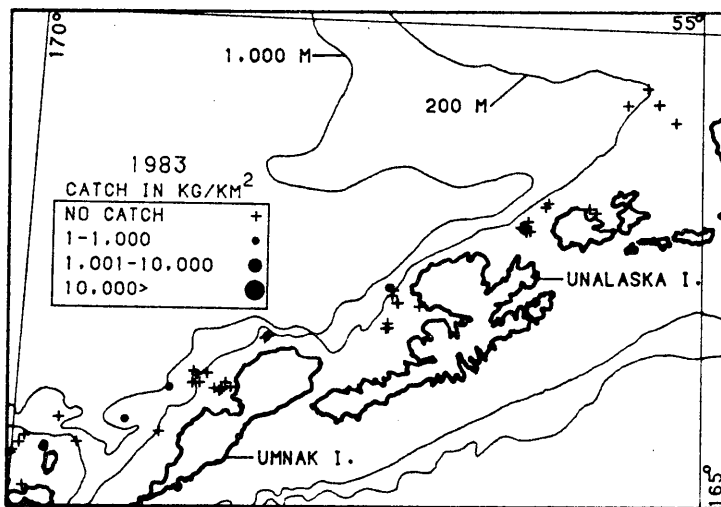 170°
55°
1.000 M
200 M
1983
CATCH IN KG/KM²
NO CATCH +
1-1.000
1.001-10.000
10.000>
UNALASKA I.
UMNAK I.
165°